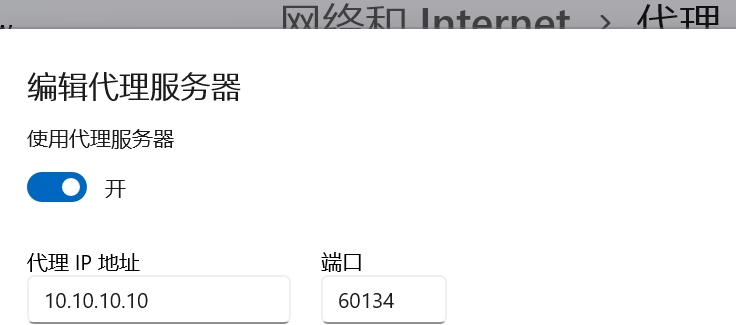 网络和 Internet › 代理
编辑代理服务器
使用代理服务器
开
代理 IP 地址 端口
10.10.10.10 60134